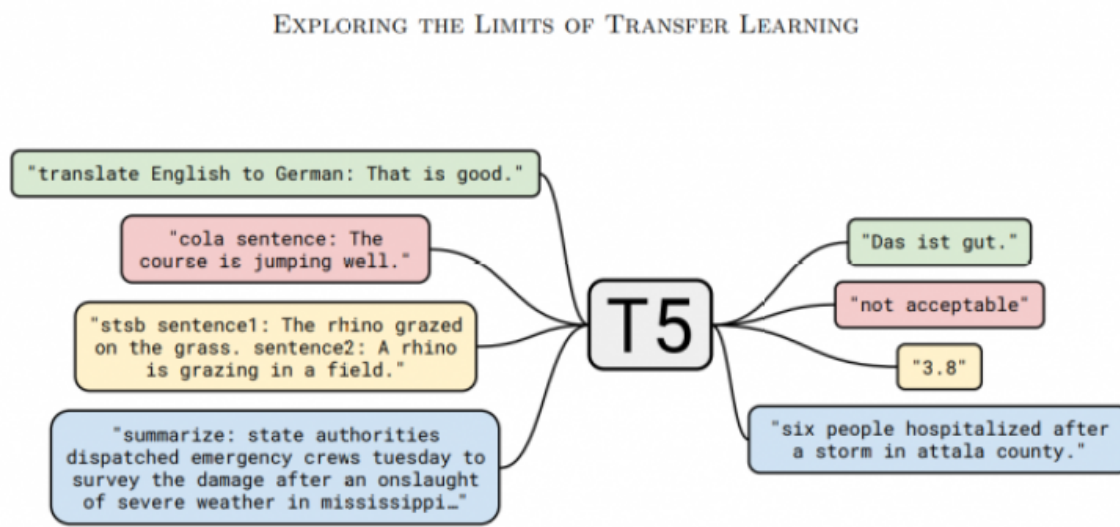 EXPLORING THE LIMITS OF TRANSFER LEARNING
"translate English to German: That is good."
"cola sentence: The
course is jumping well."
"stsb sentence1: The rhino grazed
on the grass. sentence2: A rhino
is grazing in a field."
"summarize: state authorities
dispatched emergency crews tuesday to
survey the damage after an onslaught
of severe weather in mississippi…"
T5
"Das ist gut."
"not acceptable"
"3.8"
"six people hospitalized after
a storm in attala county."